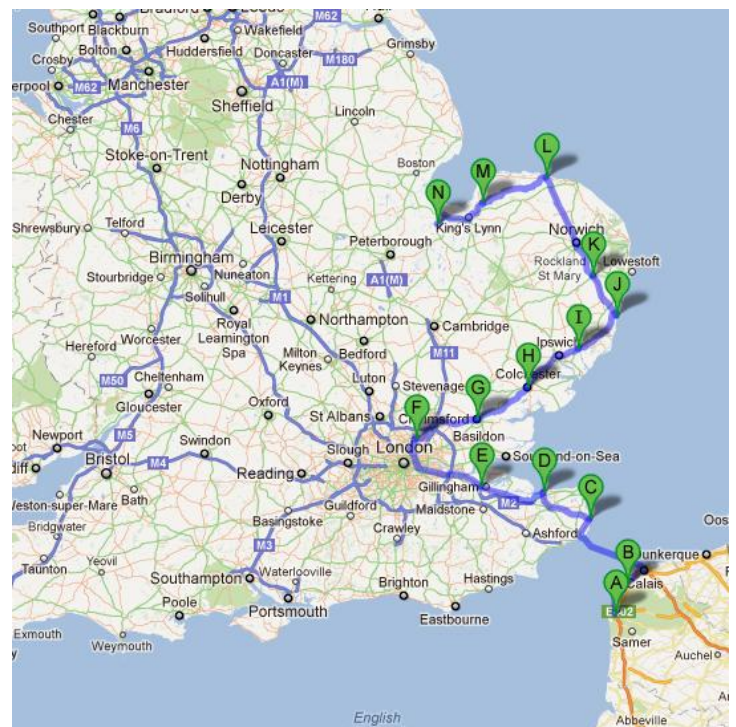 Bradford
Leeds
Hull
Southport
Blackburn
Wakefield
Bolton
Huddersfield
Doncaster
Grimsby
Crosby
M62
Manchester
M180
erpool
M62
A1(M)
Sheffield
Chester
M6
Lincoln
Stoke-on-Trent
Nottingham
Boston
L
M
Derby
N
Shrewsbury
Telford
Leicester
King's Lynn
Norwich
Peterborough
Birmingham
Nuneaton
K
Rockland
St Mary
Lowestoft
Stourbridge
Kettering
A1(M)
Solihull
M1
J
Worcester
Royal
Leamington
Spa
Northampton
Cambridge
I
Hereford
Milton
Keynes
Bedford
M11
Ipswich
H
M50
Cheltenham
Luton
Stevenage
Colchester
Gloucester
Oxford
St Albans
F
G
Chelmsford
M5
Basildon
Newport
Swindon
London
Southend-on-Sea
diff
Bristol
M4
Slough
E
D
Reading
Gillingham
C
Weston-super-Mare
Bath
M2
Maidstone
Guildford
Bridgwater
Basingstoke
Crawley
Ashford
M3
B
Dunkerque
Taunton
Yeovil
Southampton
Waterlooville
Hastings
A
Calais
Brighton
Poole
Portsmouth
Eastbourne
Exmouth
Weymouth
Samer
Auchel
Abbeville
English